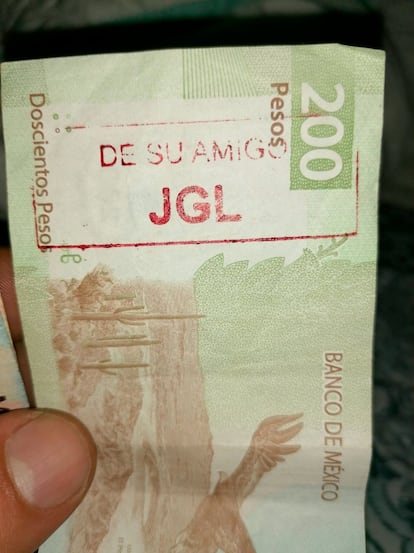 DE SU AMIGO
JGL
200
Pesos
Doscientos Pesos
BANCO DE MÉXICO